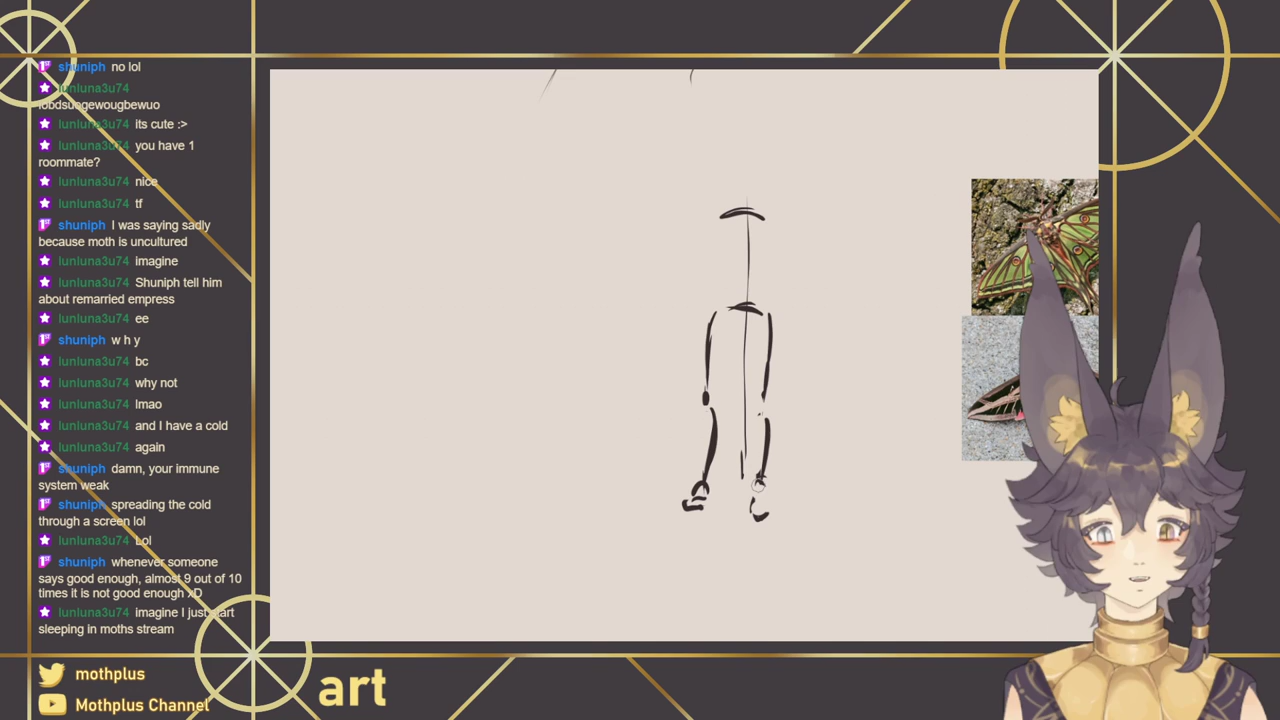 shuniph no lol
lunluna3u74
lobdsuogewougbewuo
lunluna3u74 its cute :>
lunluna3u74 you have 1
roommate?
lunluna3u74 nice
lunluna3u74 tf
shuniph I was saying sadly
because moth is uncultured
lunluna3u74 imagine
lunluna3u74 Shuniph tell him
about remarried empress
lunluna3u74 ee
shuniph w h y
lunluna3u74 bc
lunluna3u74 why not
lunluna3u74 lmao
lunluna3u74 and I have a cold
lunluna3u74 again
shuniph damn, your immune
system weak
shuniph spreading the cold
through a screen lol
lunluna3u74 Lol
shuniph whenever someone
says good enough, almost 9 out of 10
times it is not good enough xD
lunluna3u74 imagine I just start
sleeping in moths stream
mothplus
Mothplus Channel
art